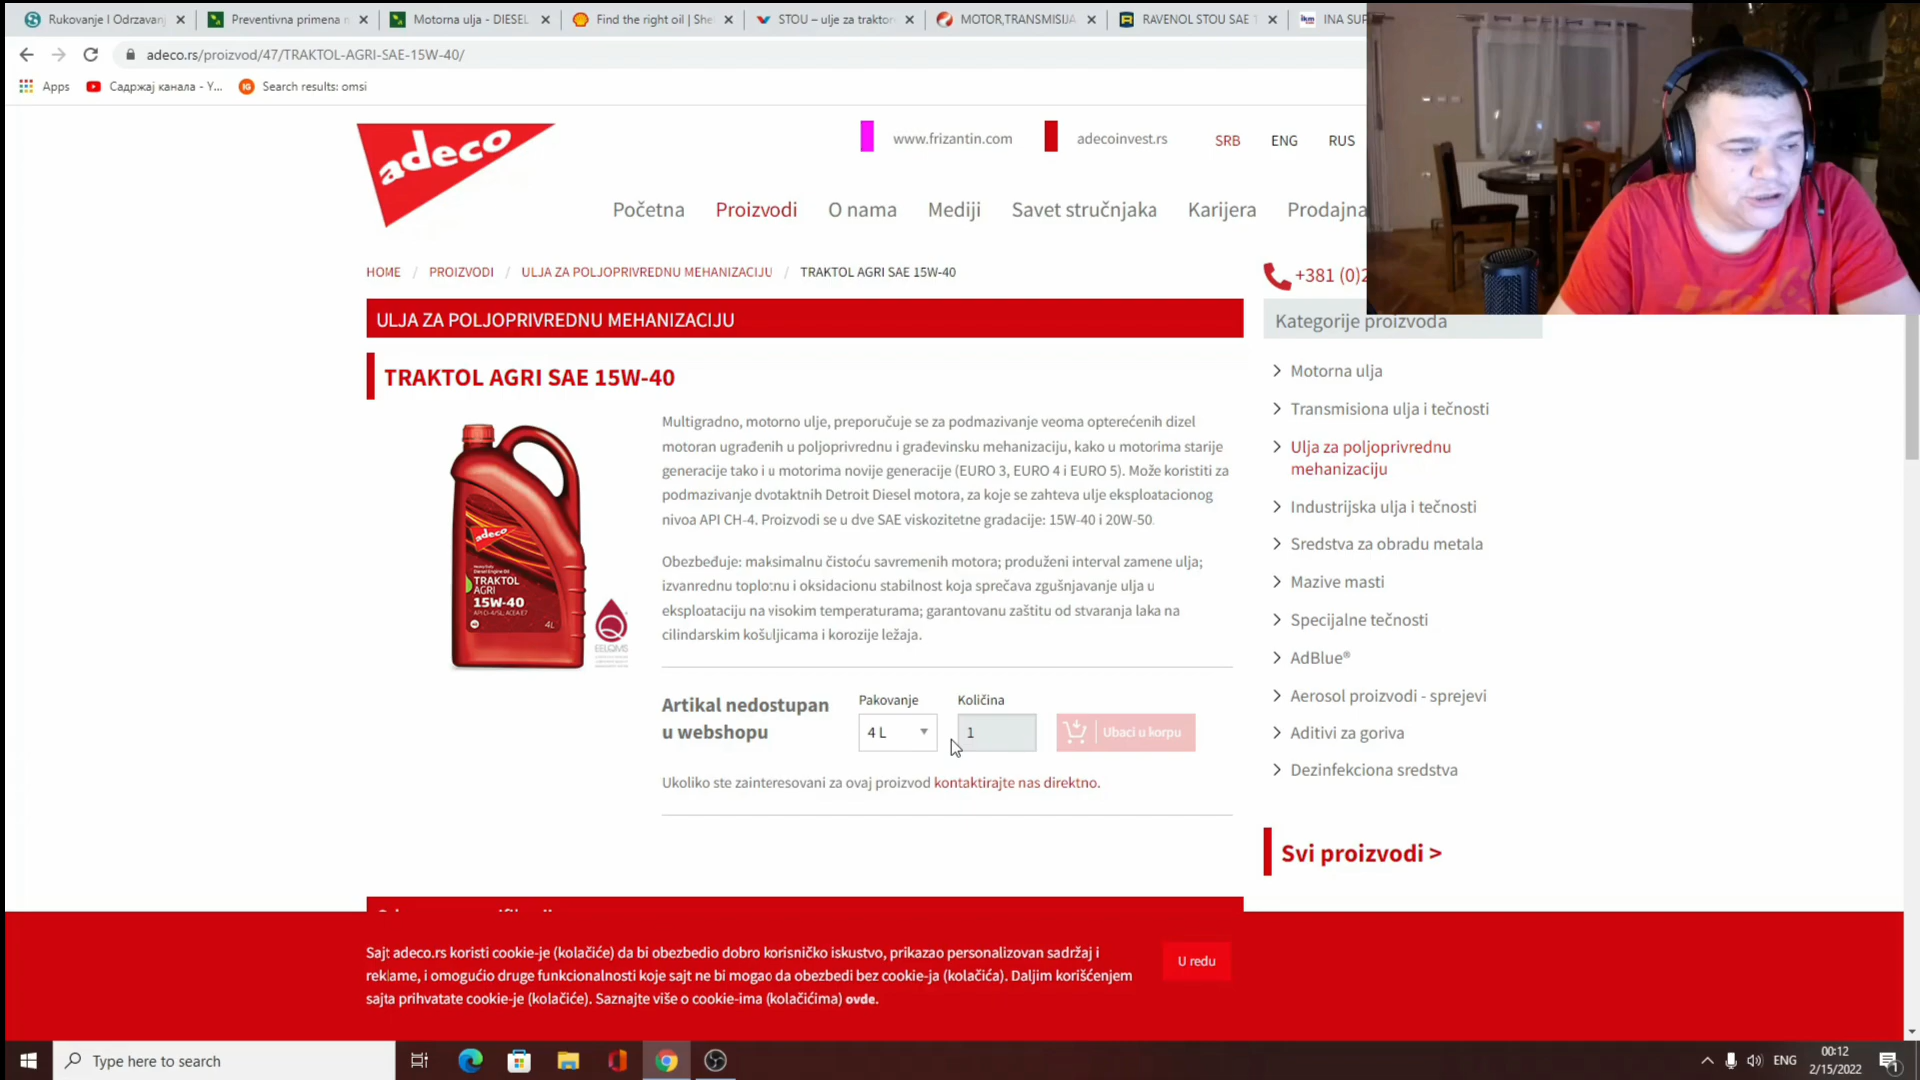 Rukovanje I Odrzavanj
Preventivna primena n
Motorna ulja - DIESEL
Find the right oil | She
STOU – ulje za traktor
MOTOR,TRANSMISIJA
RAVENOL STOU SAE
INA SUP
adeco.rs/proizvod/47/TRAKTOL-AGRI-SAE-15W-40/
Apps
Садржај канала - Y...
Search results: omsi
adeco
www.frizantin.com
adecoinvest.rs
SRB
ENG
RUS
Početna
Proizvodi
O nama
Mediji
Savet stručnjaka
Karijera
Prodajna
HOME / PROIZVODI / ULJA ZA POLJOPRIVREDNU MEHANIZACIJU / TRAKTOL AGRI SAE 15W-40
+381 (0)2
ULJA ZA POLJOPRIVREDNU MEHANIZACIJU
TRAKTOL AGRI SAE 15W-40
Multigradno, motorno ulje, preporučuje se za podmazivanje veoma opterećenih dizel
motoran ugrađenih u poljoprivrednu i građevinsku mehanizaciju, kako u motorima starije
generacije tako i u motorima novije generacije (EURO 3, EURO 4 i EURO 5). Može koristiti za
podmazivanje dvotaktnih Detroit Diesel motora, za koje se zahteva ulje eksploatacionog
nivoa API CH-4. Proizvodi se u dve SAE viskozitetne gradacije: 15W-40 i 20W-50.
Obezbeđuje: maksimalnu čistoću savremenih motora; produženi interval zamene ulja;
izvanrednu toplotnu i oksidacionu stabilnost koja sprečava zgušnjavanje ulja u
eksploataciju na visokim temperaturama; garantovanu zaštitu od stvaranja laka na
cilindarskim košuljicama i korozije ležaja.
adeco
Heavy Duty
Diesel Engine Oil
TRAKTOL
AGRI
15W-40
4L
EELQMS
Artikal nedostupan
u webshopu
Pakovanje
4 L
Količina
1
Ubaci u korpu
Ukoliko ste zainteresovani za ovaj proizvod kontaktirajte nas direktno.
Kategorije proizvoda
Motorna ulja
Transmisiona ulja i tečnosti
Ulja za poljoprivrednu
mehanizaciju
Industrijska ulja i tečnosti
Sredstva za obradu metala
Mazive masti
Specijalne tečnosti
AdBlue®
Aerosol proizvodi - sprejevi
Aditivi za goriva
Dezinfekciona sredstva
Svi proizvodi >
Sajt adeco.rs koristi cookie-je (kolačiće) da bi obezbedio dobro korisničko iskustvo, prikazao personalizovan sadržaj i
reklame, i omogućio druge funkcionalnosti koje sajt ne bi mogao da obezbedi bez cookie-ja (kolačića). Daljim korišćenjem
sajta prihvatate cookie-je (kolačiće). Saznajte više o cookie-ima (kolačićima) ovde.
U redu
Type here to search
ENG
00:12
2/15/2022
1